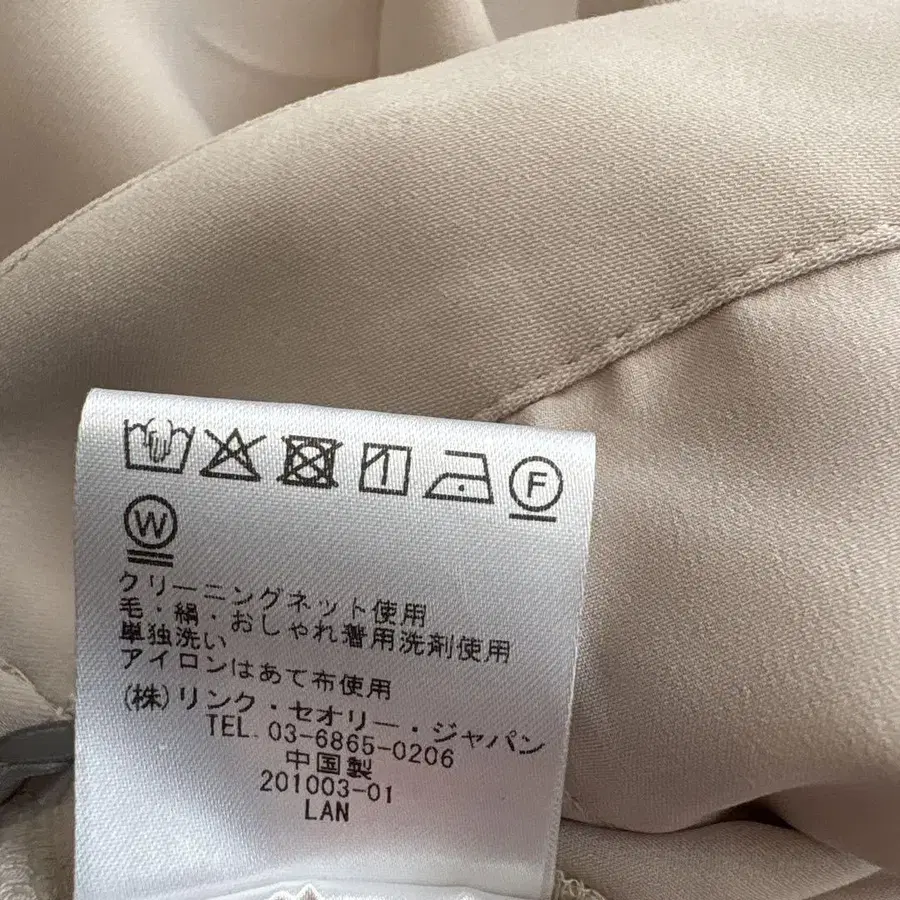 F
W
クリーニングネット使用
毛・絹・おしゃれ着用洗剤使用
単独洗い
アイロンはあて布使用
(株)リンク・セオリー・ジャパン
TEL. 03-6865-0206
中国製
201003-01
LAN